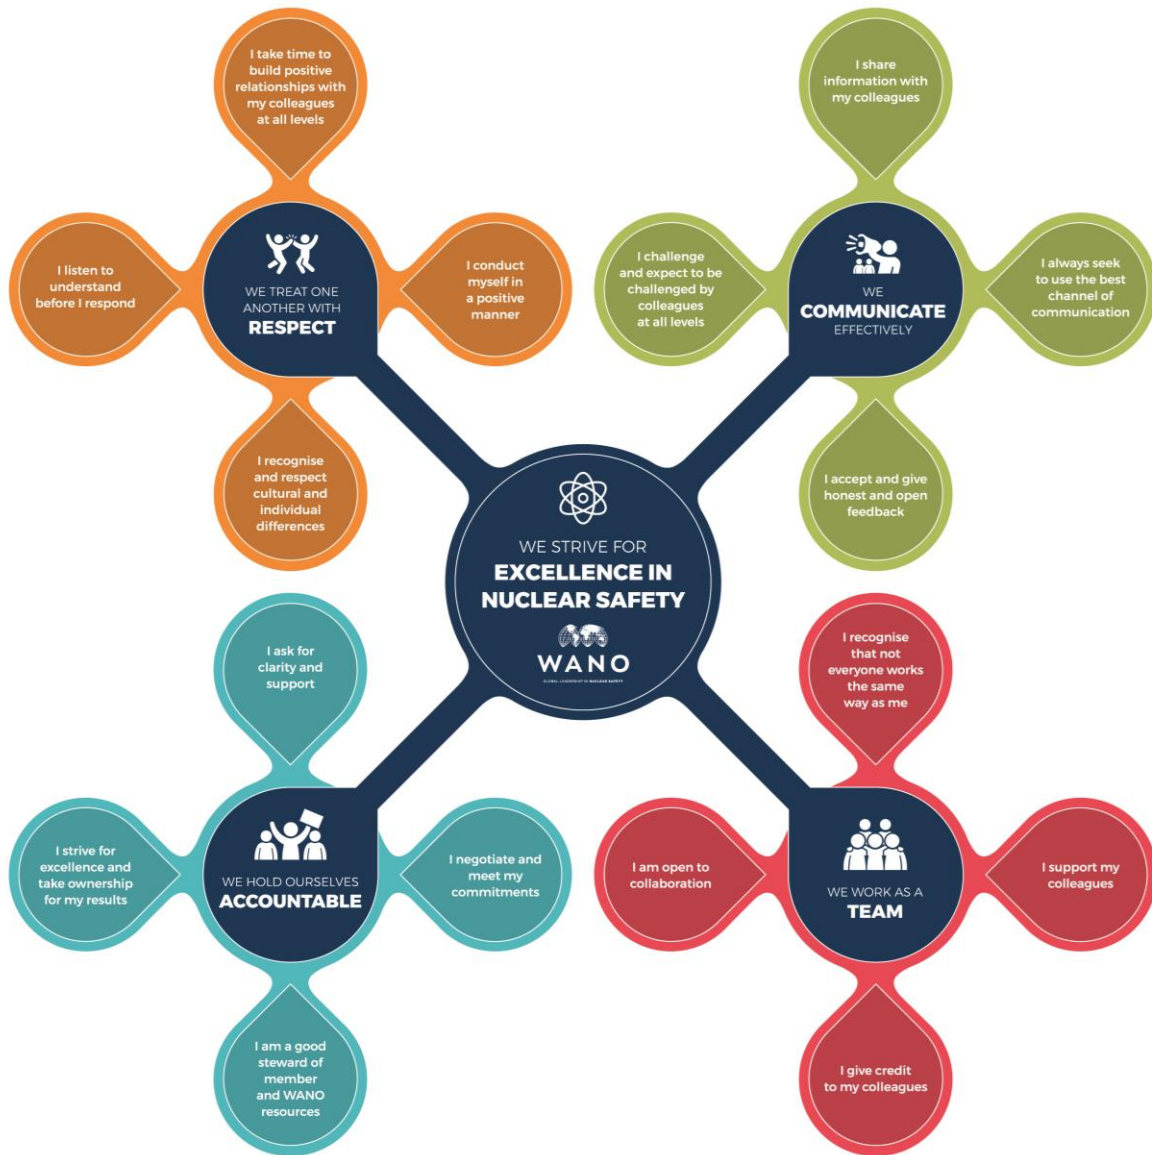 I take time to
build positive
relationships with
my colleagues
at all levels
I listen to
understand
before I respond
WE TREAT ONE
ANOTHER WITH
RESPECT
I conduct
myself in
a positive
manner
I recognise
and respect
cultural and
individual
differences
I share
information with
my colleagues
I challenge
and expect to be
challenged by
colleagues
at all levels
WE
COMMUNICATE
EFFECTIVELY
I always seek
to use the best
channel of
communication
I accept and give
honest and open
feedback
WE STRIVE FOR
EXCELLENCE IN
NUCLEAR SAFETY
WANO
GLOBAL LEADERSHIP IN NUCLEAR SAFETY
I ask for
clarity and
support
I strive for
excellence and
take ownership
for my results
WE HOLD OURSELVES
ACCOUNTABLE
I negotiate and
meet my
commitments
I am a good
steward of
member
and WANO
resources
I recognise
that not
everyone works
the same
way as me
I am open to
collaboration
WE WORK AS A
TEAM
I support my
colleagues
I give credit
to my colleagues